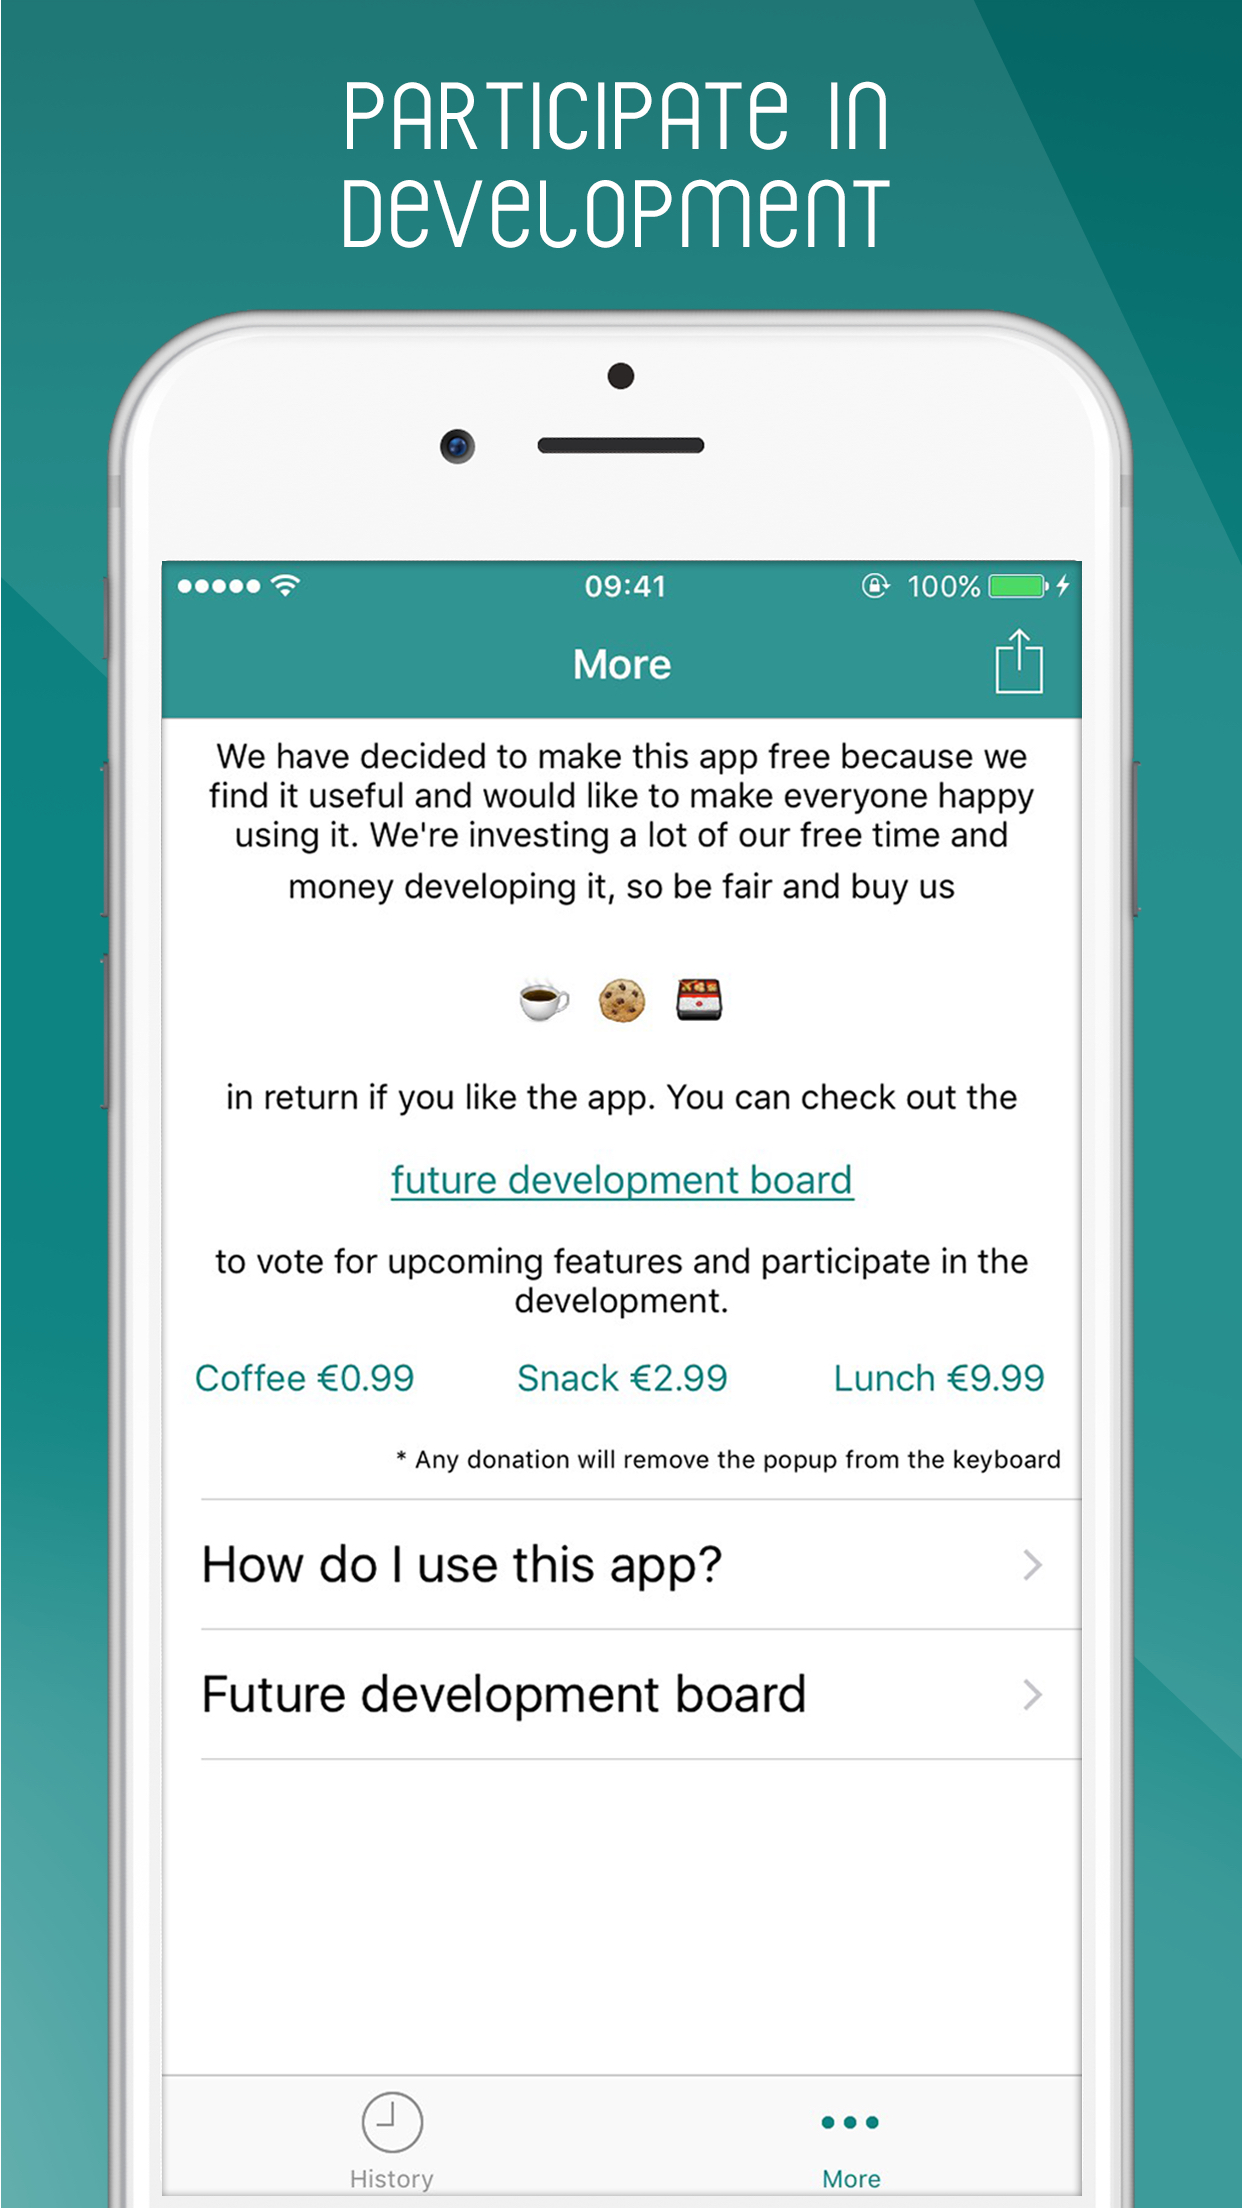 PARTICIPATE IN
DEVELOPMENT
09:41
100%
More
We have decided to make this app free because we
find it useful and would like to make everyone happy
using it. We're investing a lot of our free time and
money developing it, so be fair and buy us
in return if you like the app. You can check out the
future development board
to vote for upcoming features and participate in the
development.
Coffee €0.99 Snack €2.99 Lunch €9.99
* Any donation will remove the popup from the keyboard
How do I use this app?
Future development board
History More